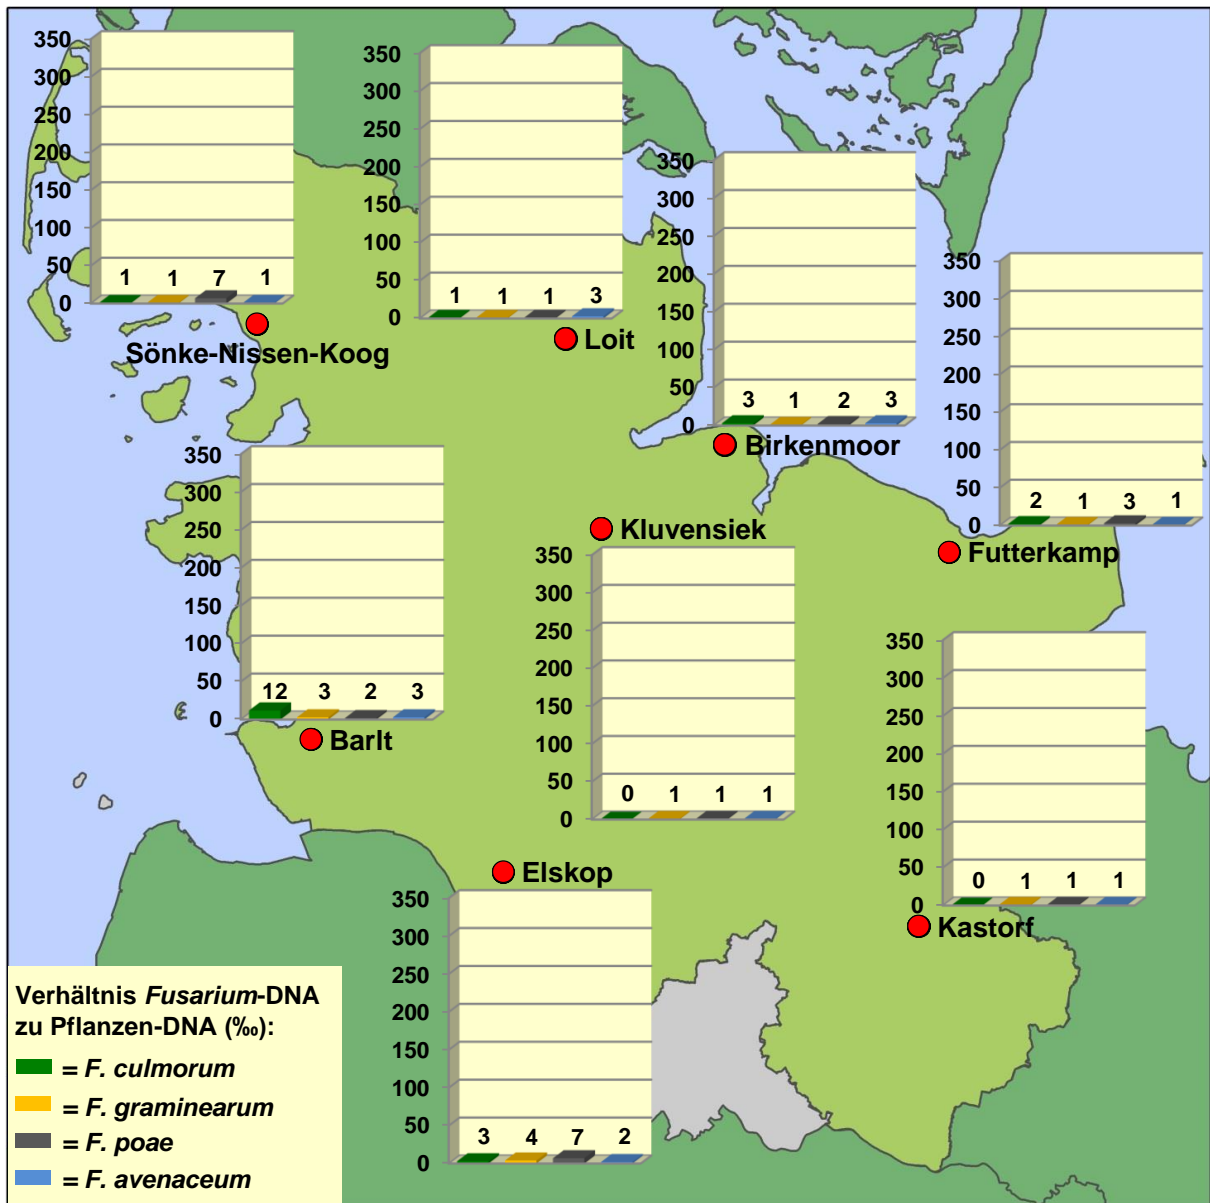 350
300
250
200
150
100
50
0
1 1 7 1
Sönke-Nissen-Koog
350
300
250
200
150
100
50
0
1 1 1 3
Loit
350
300
250
200
150
100
50
0
3 1 2 3
Birkenmoor
350
300
250
200
150
100
50
0
2 1 3 1
Futterkamp
350
300
250
200
150
100
50
0
12 3 2 3
Barlt
Kluvensiek
350
300
250
200
150
100
50
0
0 1 1 1
350
300
250
200
150
100
50
0
0 1 1 1
Kastorf
Elskop
350
300
250
200
150
100
50
0
3 4 7 2
Verhältnis Fusarium-DNA
zu Pflanzen-DNA (‰):
= F. culmorum
= F. graminearum
= F. poae
= F. avenaceum